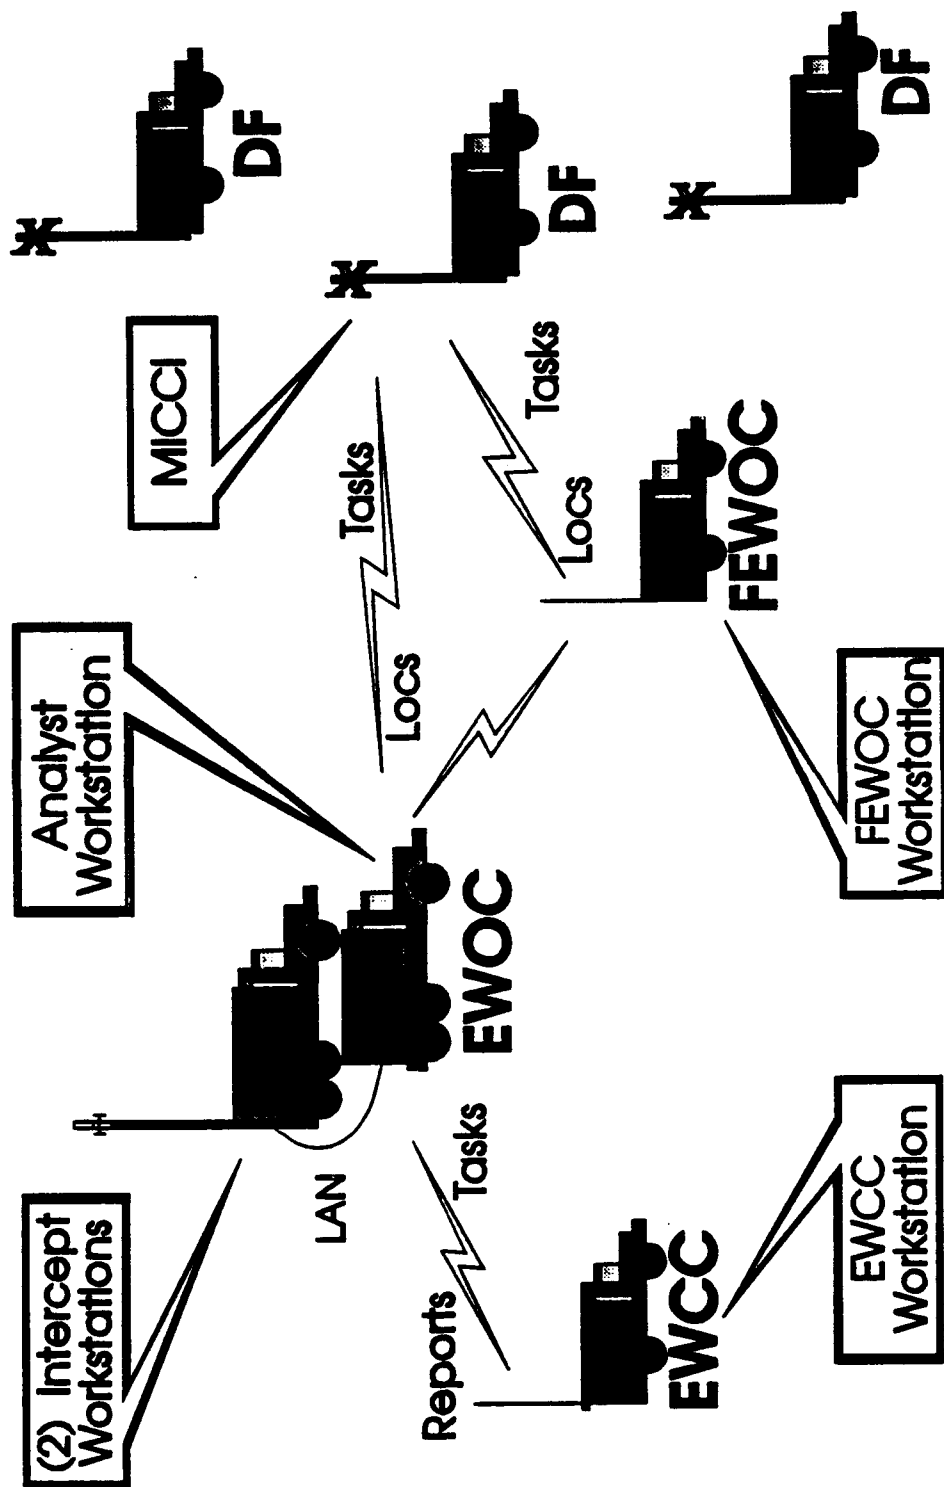 (2) Intercept
Workstations
Analyst
Workstation
MICCI
DF
LAN
EWOC
Locs
Tasks
DF
Reports
Tasks
Locs
Tasks
EWCC
FEWOC
DF
EWCC
Workstation
FEWOC
Workstation